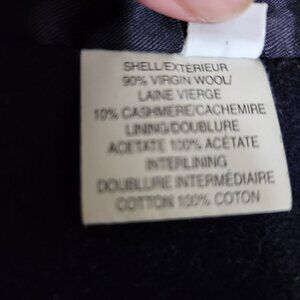 SHELL/EXTÉRIEUR
90% VIRGIN WOOL/
LAINE VIERGE
10% CASHMERE/CACHEMIRE
LINING/DOUBLURE
ACETATE 100% ACÉTATE
INTERLINING
DOUBLURE INTERMÉDIAIRE
COTTON 100% COTON